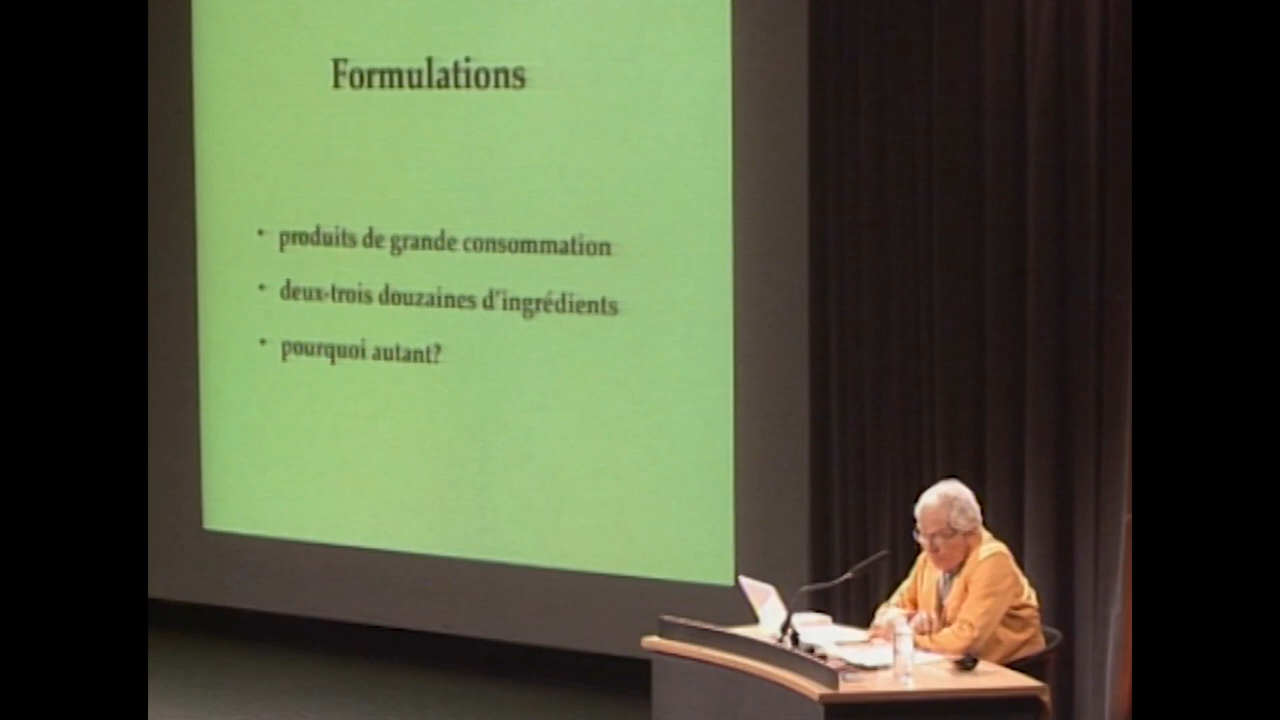 Formulations
• produits de grande consommation
• deux-trois douzaines d'ingrédients
• pourquoi autant?